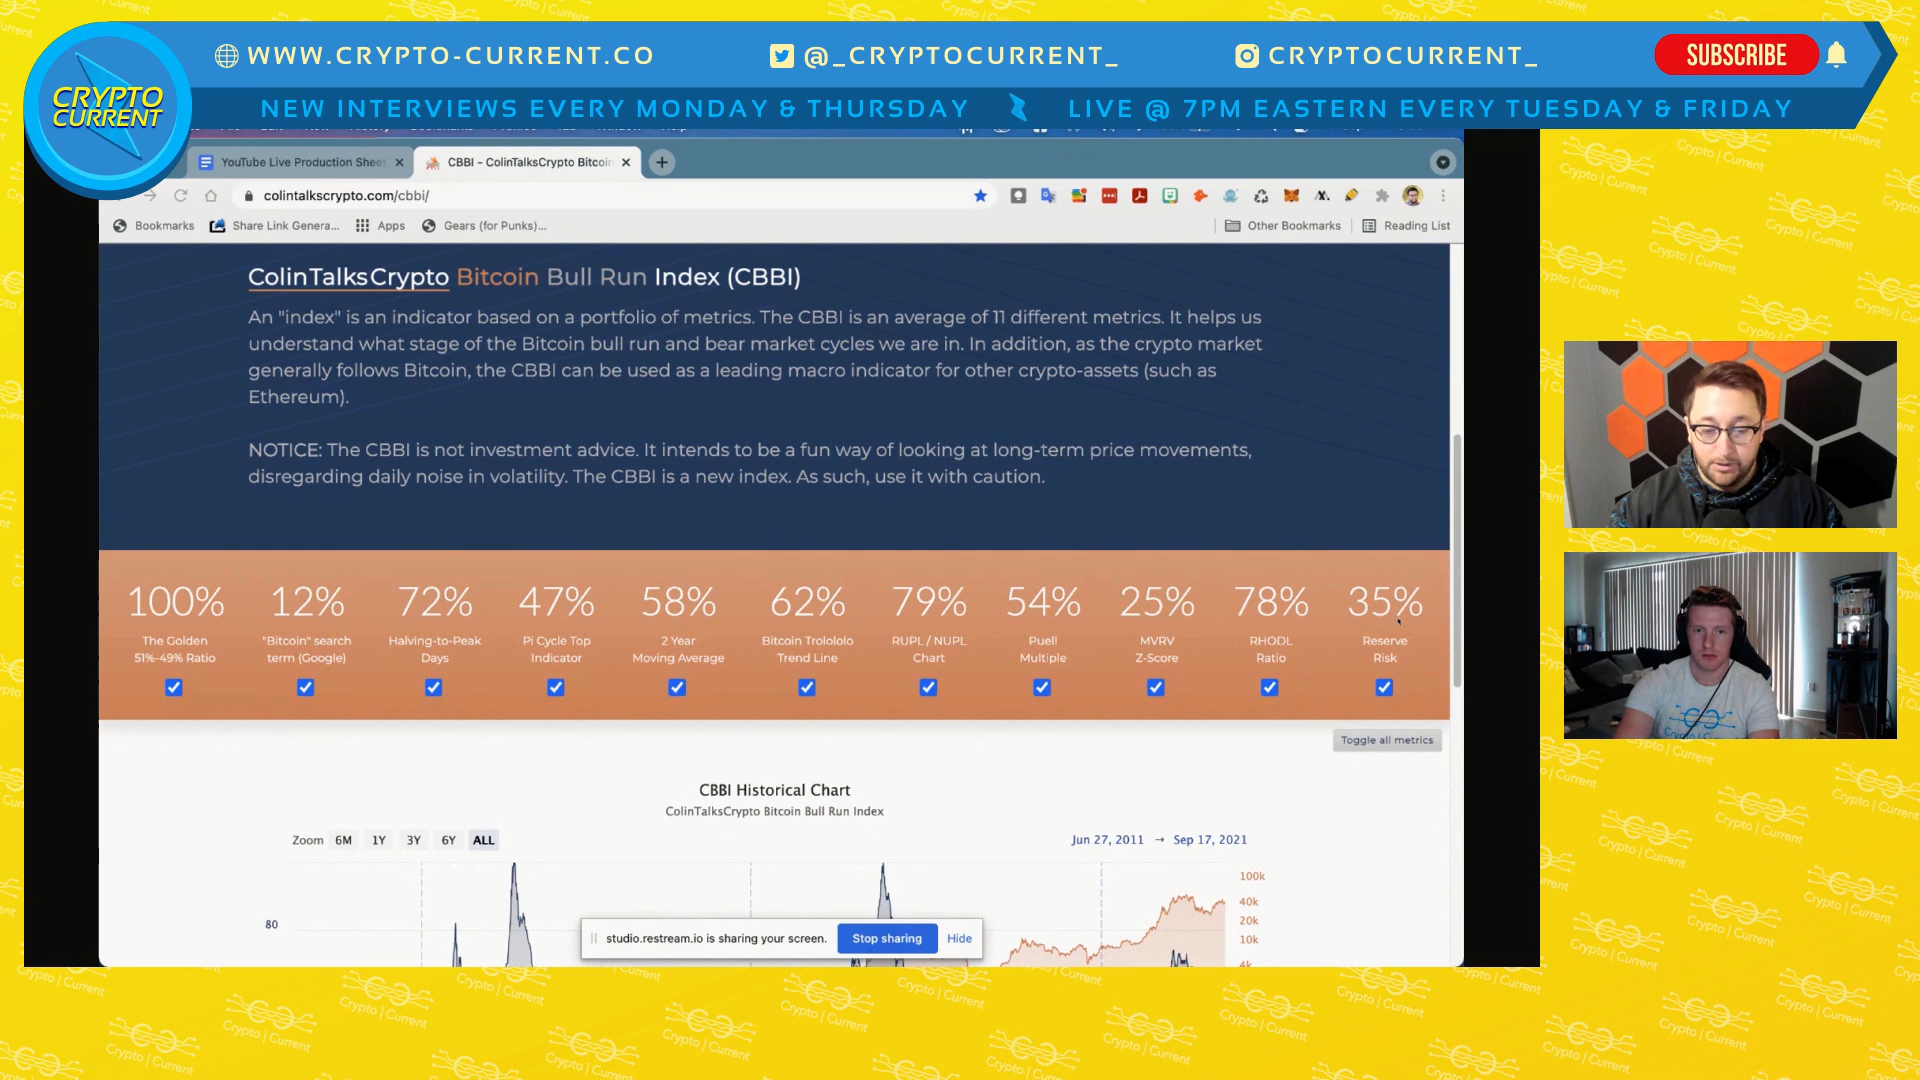 WWW.CRYPTO-CURRENT.CO
@_CRYPTOCURRENT_
CRYPTOCURRENT_
SUBSCRIBE
CRYPTO
CURRENT
NEW INTERVIEWS EVERY MONDAY & THURSDAY
LIVE @ 7PM EASTERN EVERY TUESDAY & FRIDAY
YouTube Live Production Sheet
CBBI - ColinTalksCrypto Bitcoin
colintalkscrypto.com/cbbi/
Bookmarks
Share Link Genera...
Apps
Gears (for Punks)...
Other Bookmarks
Reading List
ColinTalksCrypto Bitcoin Bull Run Index (CBBI)
An "index" is an indicator based on a portfolio of metrics. The CBBI is an average of 11 different metrics. It helps us
understand what stage of the Bitcoin bull run and bear market cycles we are in. In addition, as the crypto market
generally follows Bitcoin, the CBBI can be used as a leading macro indicator for other crypto-assets (such as
Ethereum).
NOTICE: The CBBI is not investment advice. It intends to be a fun way of looking at long-term price movements,
disregarding daily noise in volatility. The CBBI is a new index. As such, use it with caution.
100% 12% 72% 47% 58% 62% 79% 54% 25% 78% 35%
The Golden "Bitcoin" search Halving-to-Peak Pi Cycle Top 2 Year Bitcoin Trolololo RUPL / NUPL Puell MVRV RHODL Reserve
51%-49% Ratio term (Google) Days Indicator Moving Average Trend Line Chart Multiple Z-Score Ratio Risk
Toggle all metrics
CBBI Historical Chart
ColinTalksCrypto Bitcoin Bull Run Index
Zoom 6M 1Y 3Y 6Y ALL
Jun 27, 2011 → Sep 17, 2021
100k
40k
80
20k
10k
studio.restream.io is sharing your screen. Stop sharing Hide
Crypto | Current